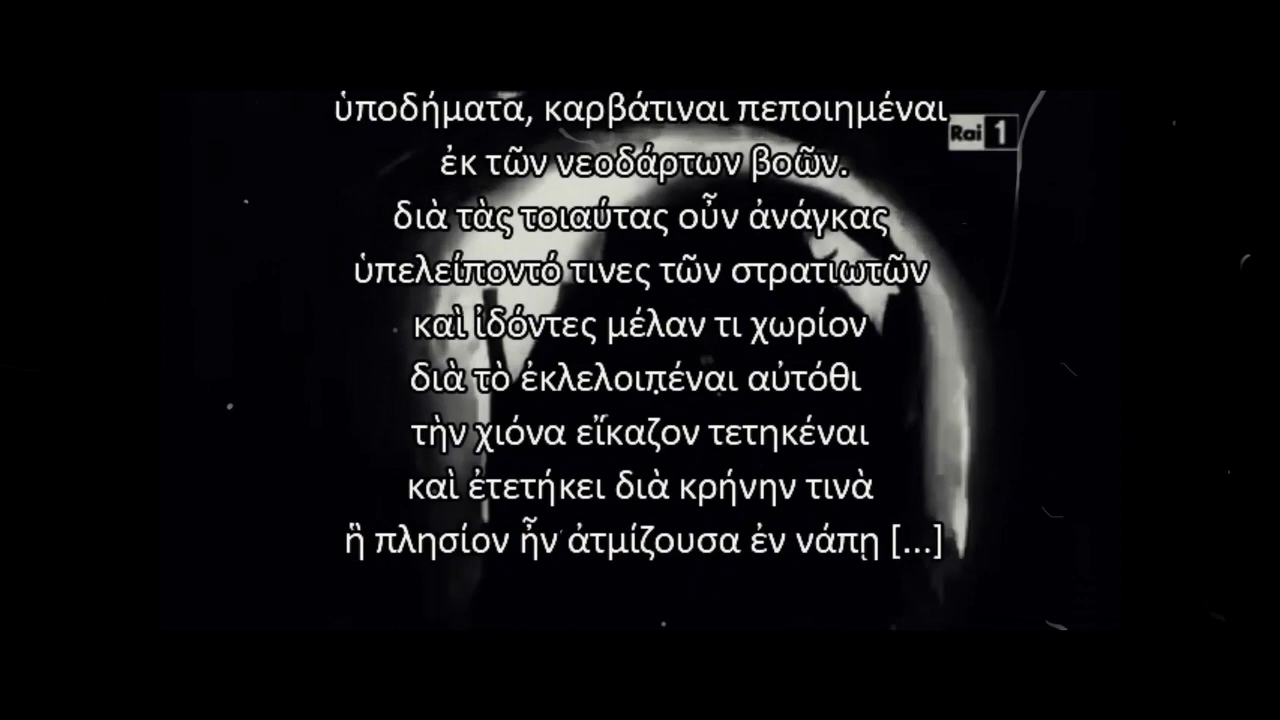 ὑποδήματα, καρβάτιναι πεποιημέναι
Rai 1
ἐκ τῶν νεοδάρτων βοῶν.
διὰ τὰς τοιαύτας οὖν ἀνάγκας
ὑπελείποντό τινες τῶν στρατιωτῶν
καὶ ἰδόντες μέλαν τι χωρίον
διὰ τὸ ἐκλελοιπέναι αὐτόθι
τὴν χιόνα εἴκαζον τετηκέναι
καὶ ἐτετήκει διὰ κρήνην τινὰ
ἣ πλησίον ἦν ἀτμίζουσα ἐν νάπῃ [...]